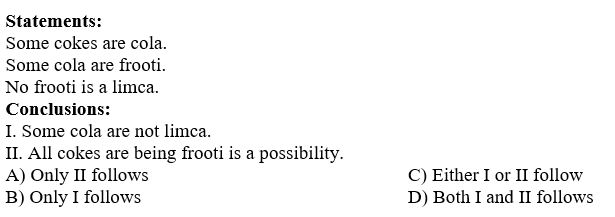 Statements:
Some cokes are cola.
Some cola are frooti.
No frooti is a limca.
Conclusions:
I. Some cola are not limca.
II. All cokes are being frooti is a possibility.
A) Only II follows C) Either I or II follow
B) Only I follows D) Both I and II follows